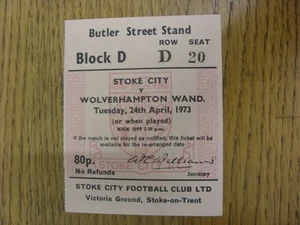 Butler Street Stand
ROW SEAT
Block D D 20
STOKE CITY
v
WOLVERHAMPTON WAND.
Tuesday, 24th April, 1973
(or when played)
KICK OFF 7-30 p.m.
If the match is not played as notified, this ticket will be
available for the re-arranged date
80p.
No Refunds
Secretary
STOKE CITY
STOKE CITY FOOTBALL CLUB LTD
Victoria Ground, Stoke-on-Trent